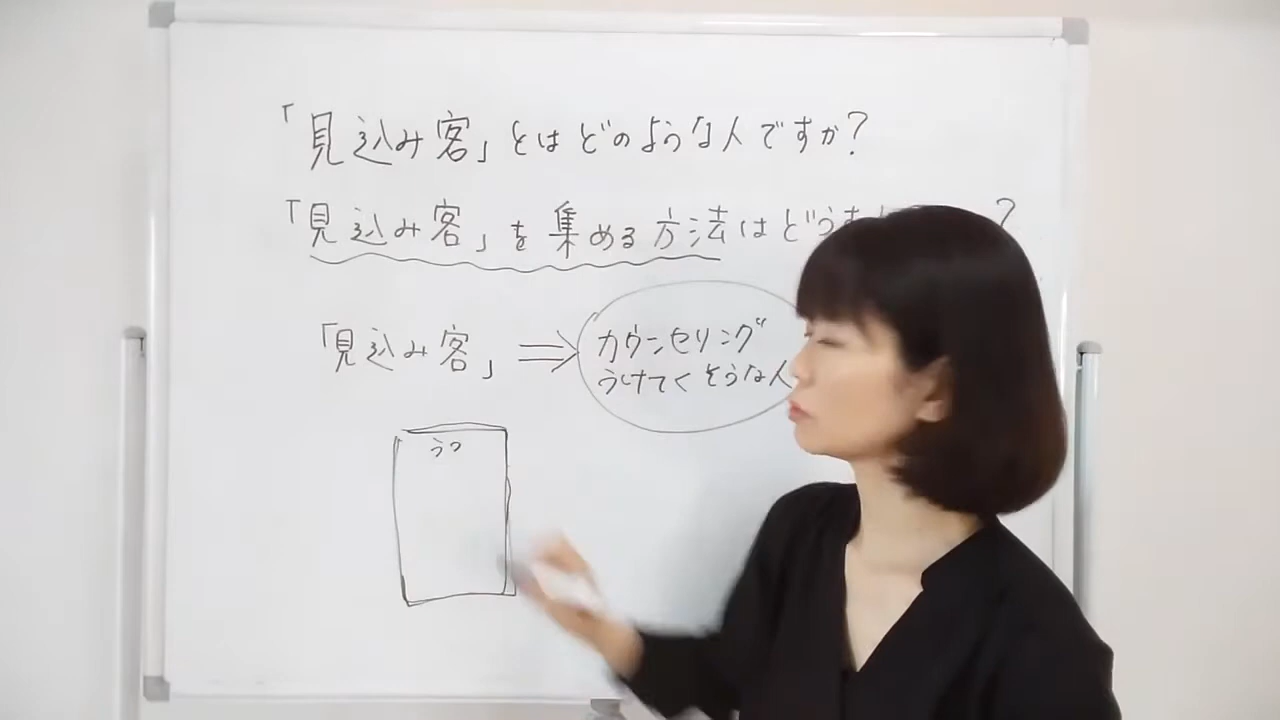 「見込み客」とはどのような人ですか?
「見込み客」を集める方法はどう ?
「見込み客」⇒ カウンセリング
うけてくそうな人
うつ